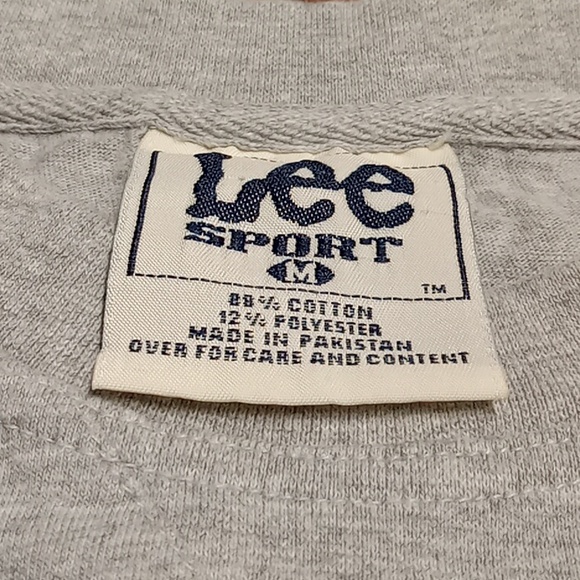 Lee
SPORT
M
TM
88% COTTON
12% POLYESTER
MADE IN PAKISTAN
OVER FOR CARE AND CONTENT